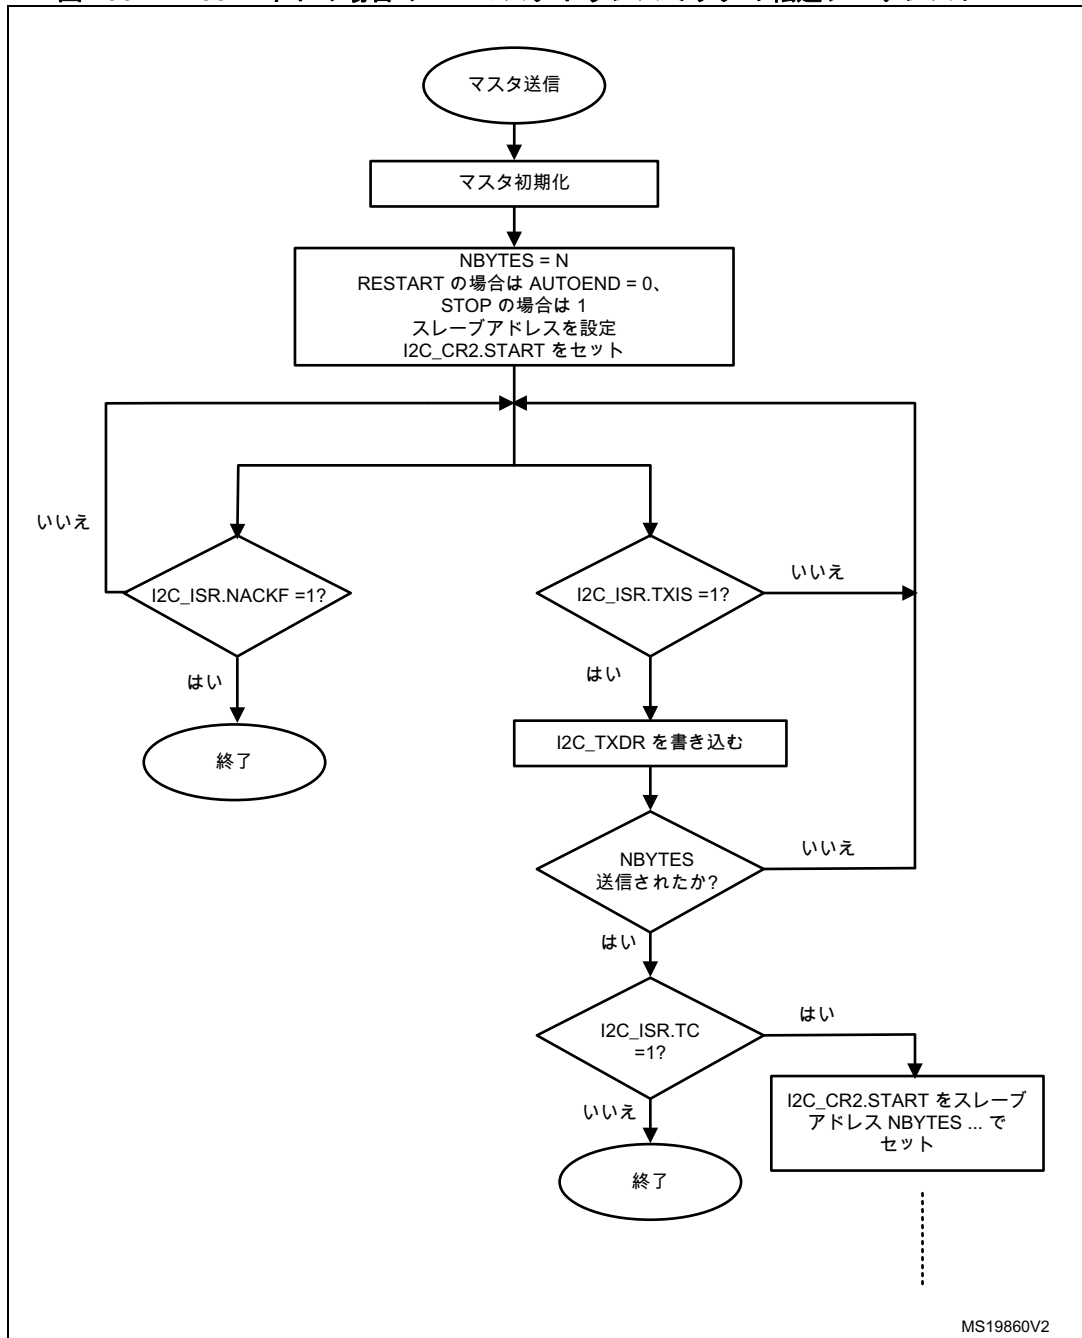 マスタ送信
マスタ初期化
NBYTES = N
RESTART の場合は AUTOEND = 0、
STOP の場合は 1
スレーブアドレスを設定
I2C_CR2.START をセット
いいえ
I2C_ISR.NACKF =1?
はい
終了
I2C_ISR.TXIS =1?
いいえ
はい
I2C_TXDR を書き込む
NBYTES
送信されたか?
いいえ
はい
I2C_ISR.TC
=1?
はい
いいえ
I2C_CR2.START をスレーブ
アドレス NBYTES ... で
セット
終了
MS19860V2